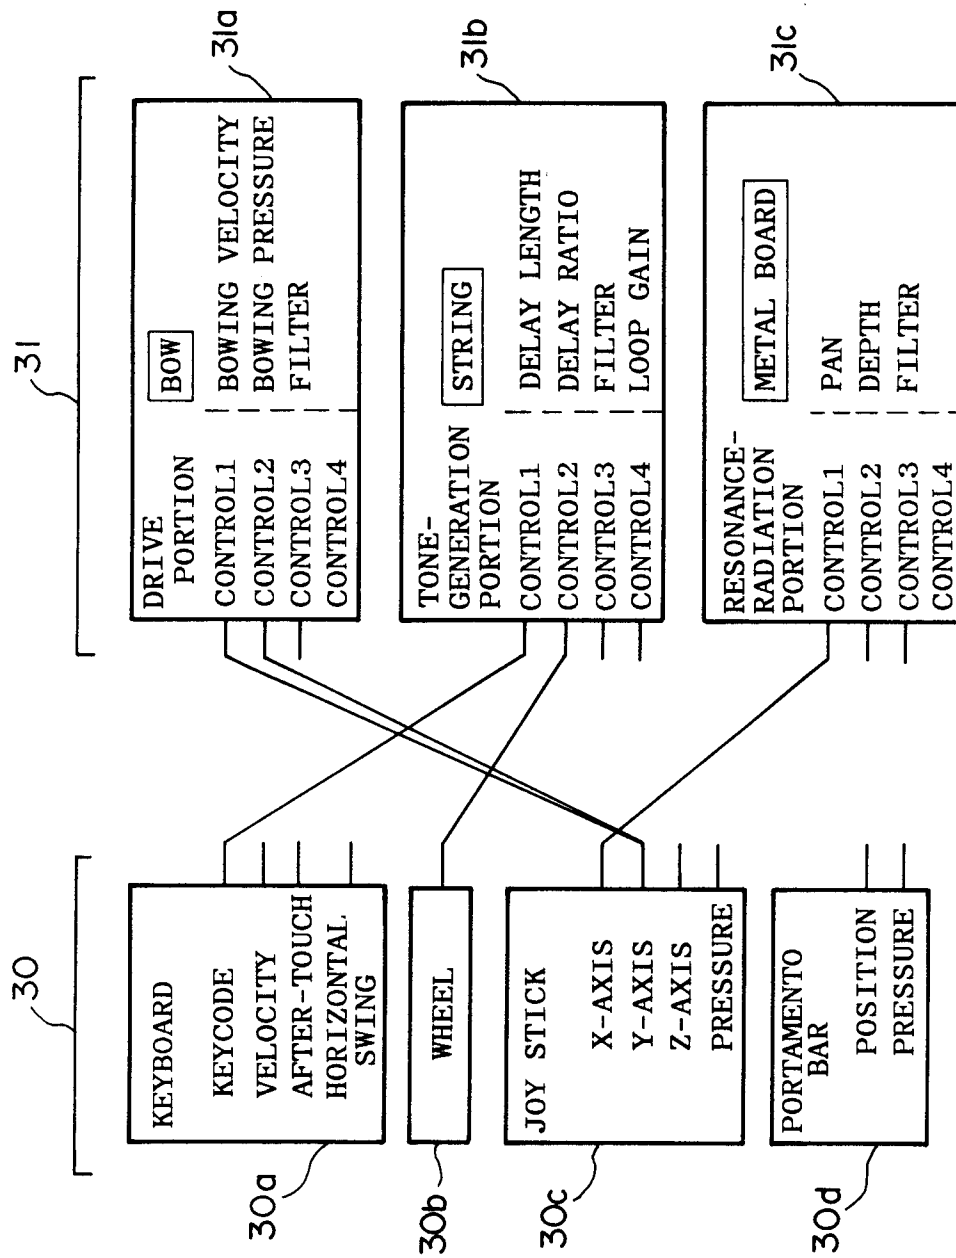 30
31
KEYBOARD
KEYCODE
VELOCITY
AFTER-TOUCH
HORIZONTAL
SWING
30a
WHEEL
30b
JOY STICK
X-AXIS
Y-AXIS
Z-AXIS
PRESSURE
30c
PORTAMENTO
BAR
POSITION
PRESSURE
30d
DRIVE
PORTION
BOW
CONTROL1 BOWING VELOCITY
CONTROL2 BOWING PRESSURE
CONTROL3 FILTER
CONTROL4
31a
TONE-
GENERATION
PORTION
STRING
CONTROL1 DELAY LENGTH
CONTROL2 DELAY RATIO
CONTROL3 FILTER
CONTROL4 LOOP GAIN
31b
RESONANCE-
RADIATION
PORTION
METAL BOARD
CONTROL1 PAN
CONTROL2 DEPTH
CONTROL3 FILTER
CONTROL4
31c